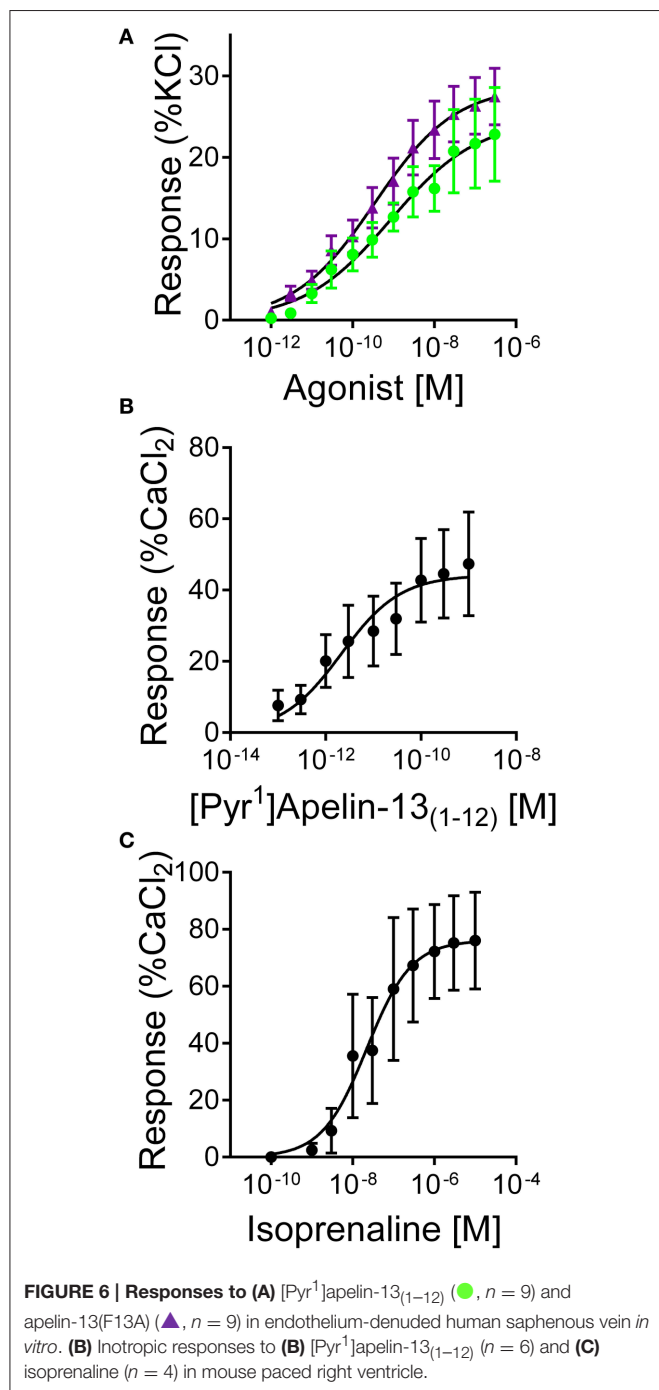 A
Response (%KCl)
30
20
10
0
10⁻¹² 10⁻¹⁰ 10⁻⁸ 10⁻⁶
Agonist [M]
B
Response (%CaCl₂)
80
60
40
20
0
10⁻¹⁴ 10⁻¹² 10⁻¹⁰ 10⁻⁸
[Pyr¹]Apelin-13₍₁₋₁₂₎ [M]
C
Response (%CaCl₂)
100
80
60
40
20
0
10⁻¹⁰ 10⁻⁸ 10⁻⁶ 10⁻⁴
Isoprenaline [M]
FIGURE 6 | Responses to (A) [Pyr¹]apelin-13₍₁₋₁₂₎ (●, n = 9) and
apelin-13(F13A) (▲, n = 9) in endothelium-denuded human saphenous vein in
vitro. (B) Inotropic responses to (B) [Pyr¹]apelin-13₍₁₋₁₂₎ (n = 6) and (C)
isoprenaline (n = 4) in mouse paced right ventricle.